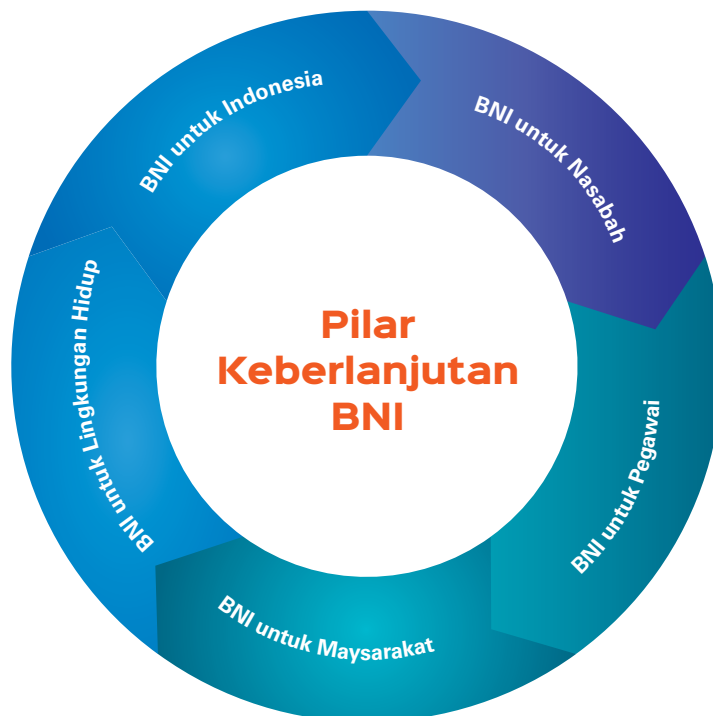 BNI untuk Indonesia
BNI untuk Nasabah
BNI untuk Pegawai
BNI untuk Maysarakat
BNI untuk Lingkungan Hidup
Pilar
Keberlanjutan
BNI